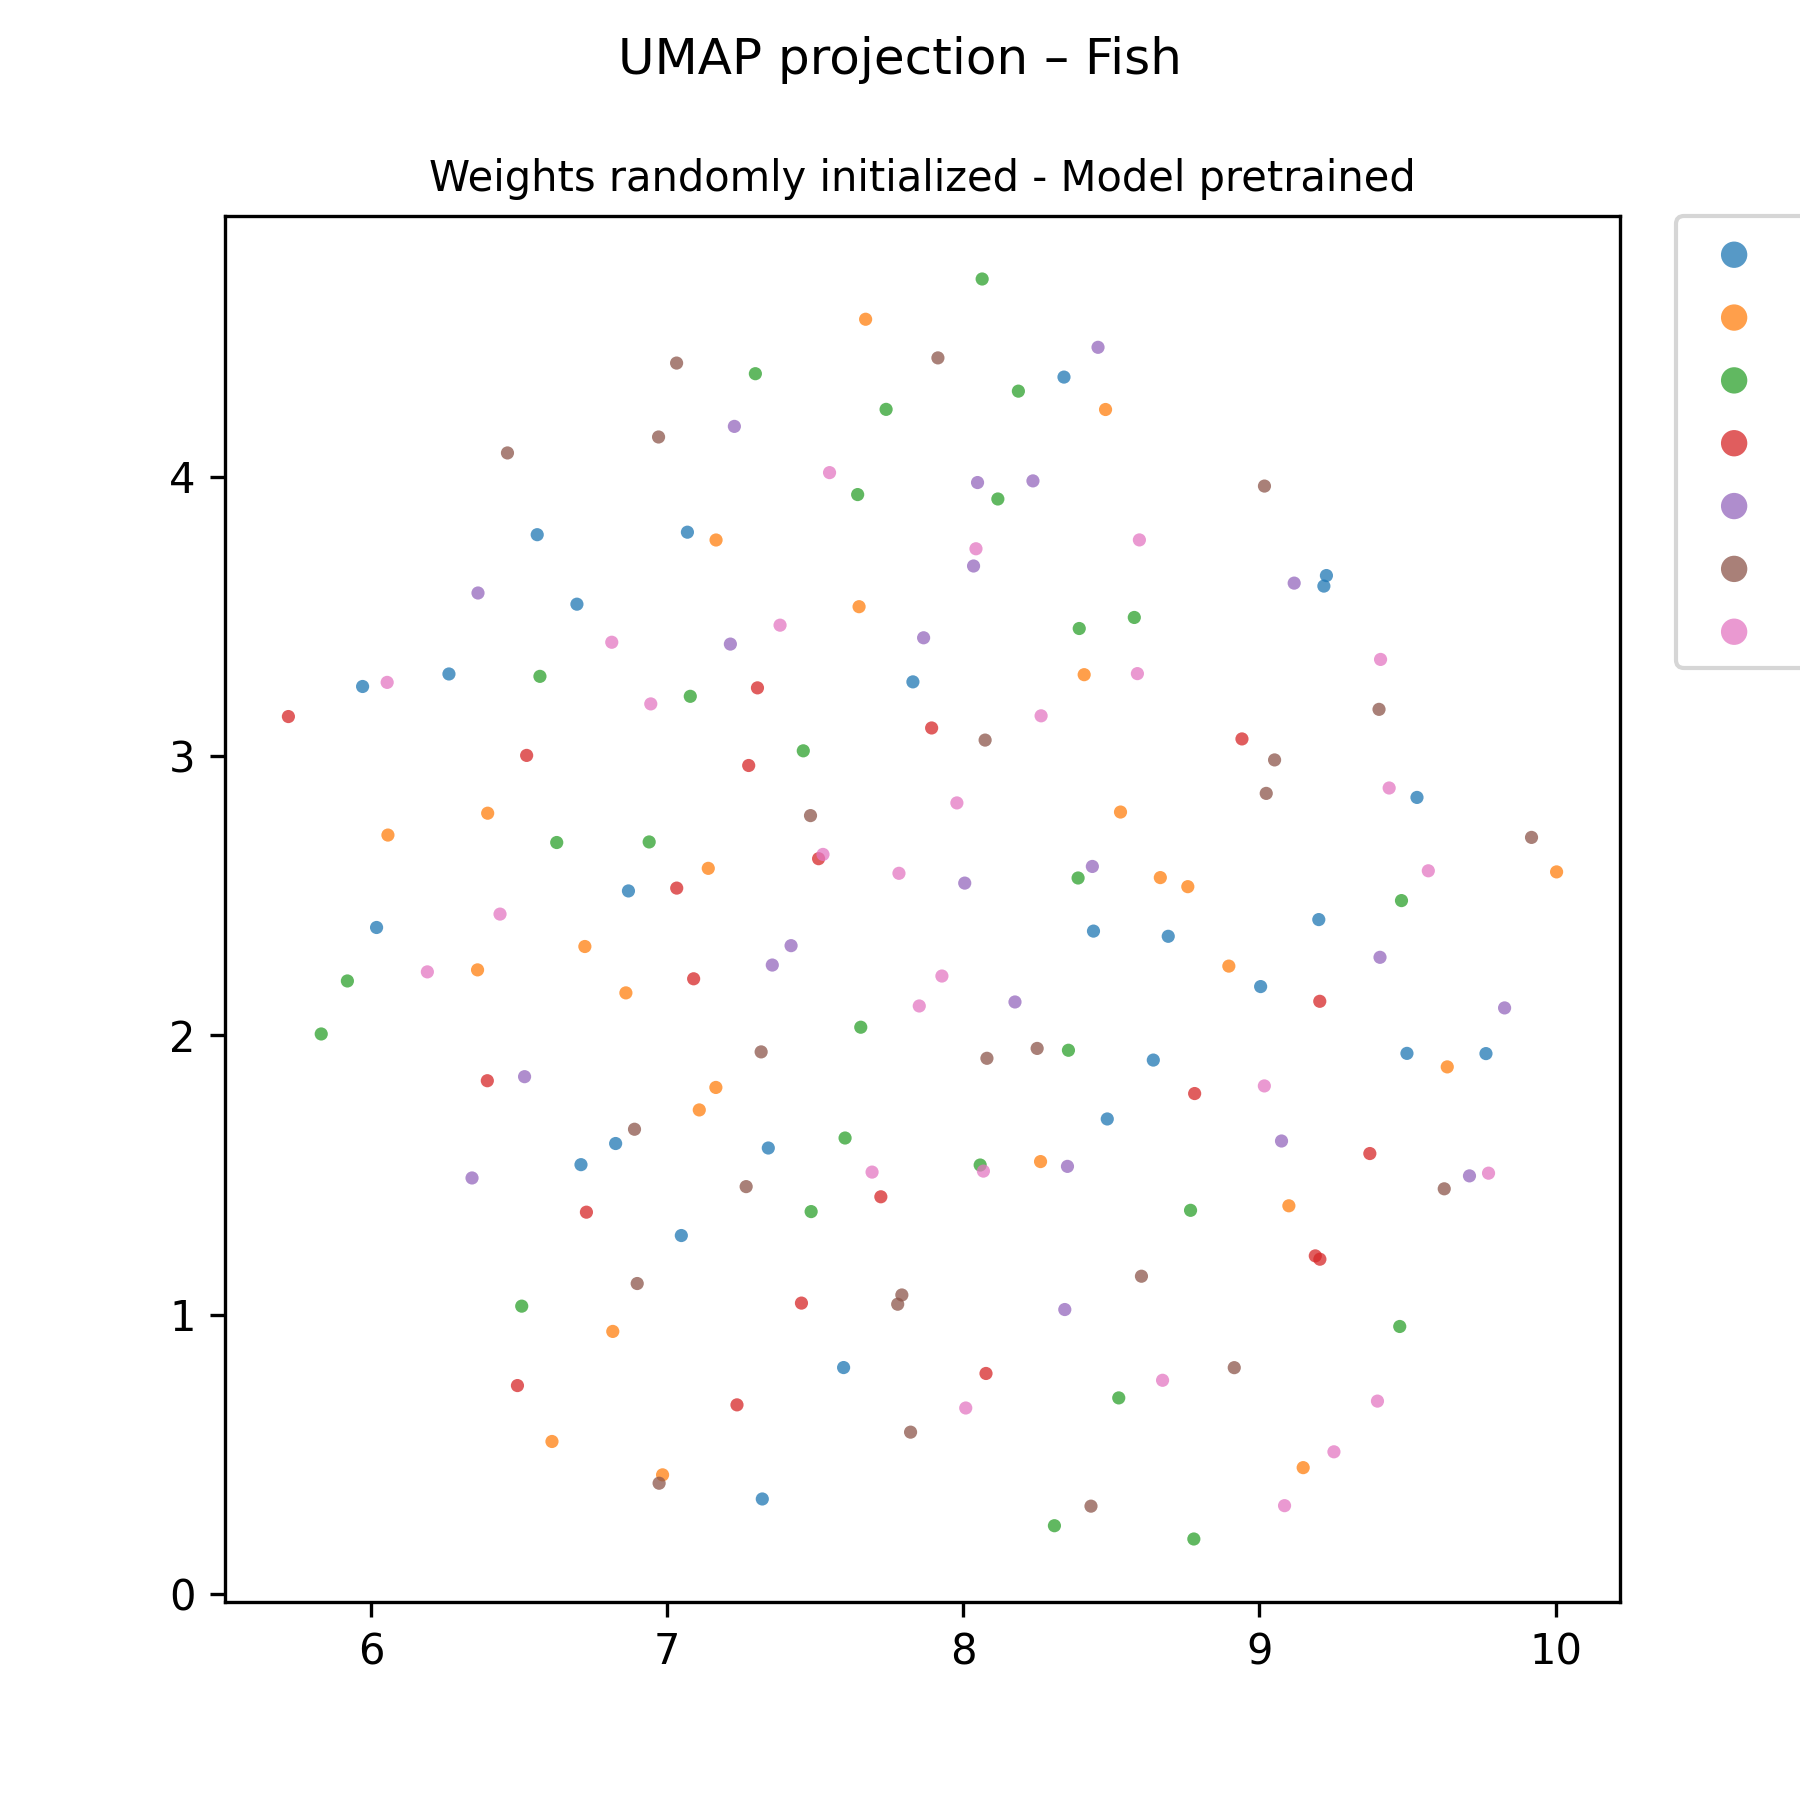 UMAP projection – Fish
Weights randomly initialized - Model pretrained
4
3
2
1
0
6 7 8 9 10